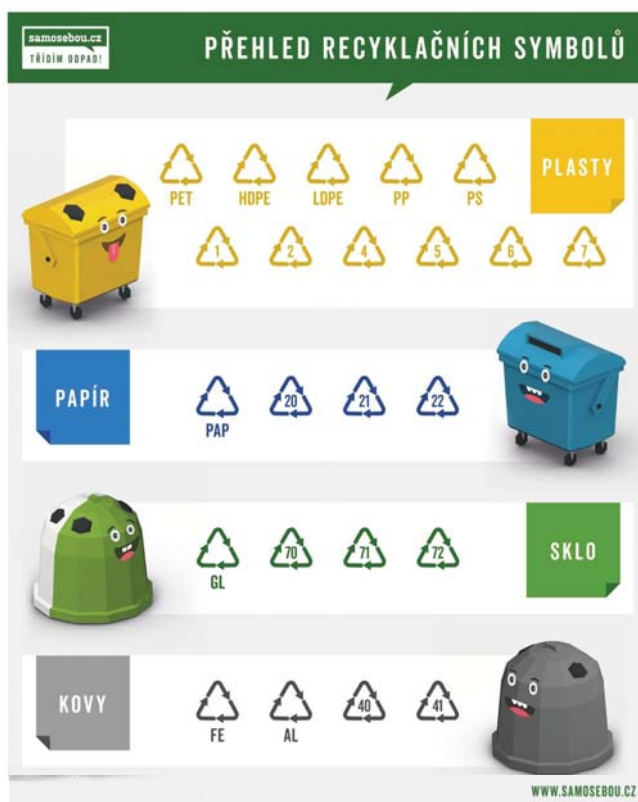 samosebou.cz
TŘÍDÍM ODPAD!
PŘEHLED RECYKLAČNÍCH SYMBOLŮ
PET HDPE LDPE PP PS
PLASTY
1 2 4 5 6 7
PAPÍR
20 21 22
PAP
70 71 72
GL
SKLO
KOVY
40 41
FE AL
WWW.SAMOSEBOU.CZ